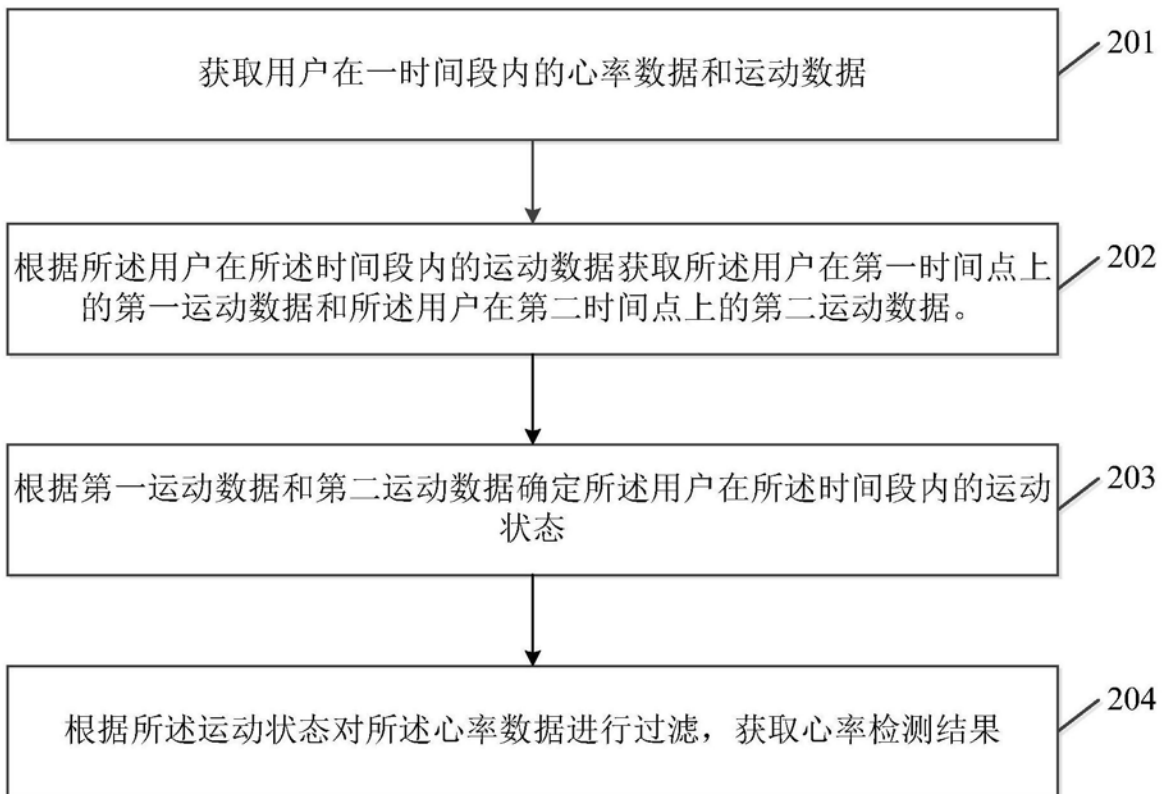 获取用户在一时间段内的心率数据和运动数据
201
根据所述用户在所述时间段内的运动数据获取所述用户在第一时间点上
的第一运动数据和所述用户在第二时间点上的第二运动数据。
202
根据第一运动数据和第二运动数据确定所述用户在所述时间段内的运动
状态
203
根据所述运动状态对所述心率数据进行过滤，获取心率检测结果
204